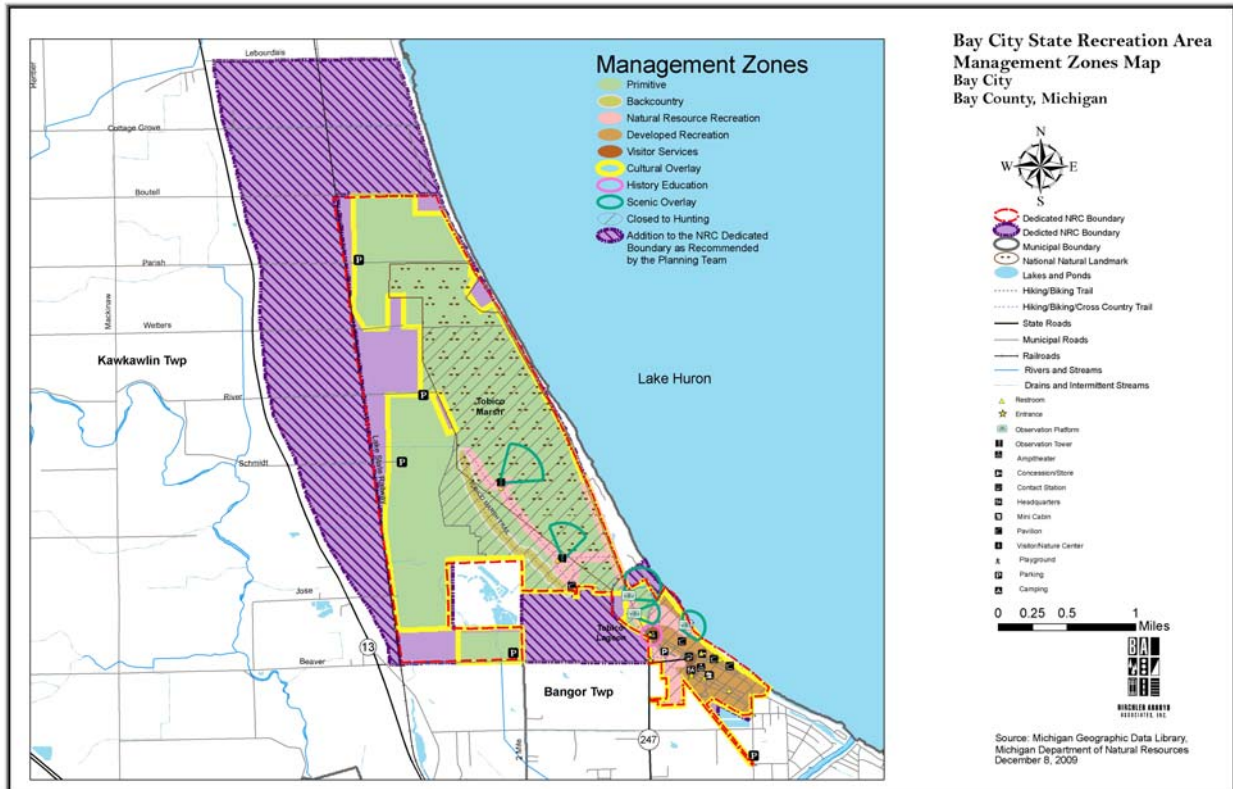 Bay City State Recreation Area
Management Zones Map
Bay City
Bay County, Michigan
Management Zones
Primitive
Backcountry
Natural Resource Recreation
Developed Recreation
Visitor Services
Cultural Overlay
History Education
Scenic Overlay
Closed to Hunting
Addition to the NRC Dedicated
Boundary as Recommended
by the Planning Team
N
W
E
S
Dedicated NRC Boundary
Dedicted NRC Boundary
Municipal Boundary
National Natural Landmark
Lakes and Ponds
Hiking/Biking Trail
Hiking/Biking/Cross Country Trail
State Roads
Municipal Roads
Railroads
Rivers and Streams
Drains and Intermittent Streams
Restroom
Entrance
Observation Platform
Observation Tower
Ampitheater
Concession/Store
Contact Station
Headquarters
Mini Cabin
Pavilion
Visitor/Nature Center
Playground
Parking
Camping
0 0.25 0.5 1
Miles
BIRCHLER ARROYO
ASSOCIATES, INC.
Source: Michigan Geographic Data Library,
Michigan Department of Natural Resources
December 8, 2009
Lebourdais
Cottage Grove
Boutell
Parish
P
Mackinaw
Wetters
Kawkawlin Twp
River
P
Lake Huron
Tobico
Marsh
Schmidt
P
Jose
Tobico
Lagoon
13
Beaver
P
P
Bangor Twp
2 Mile
247
P